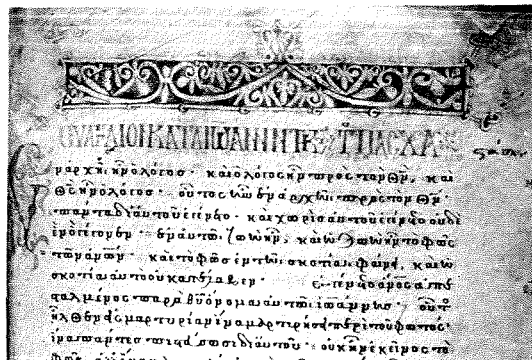 ΚΑΤΑ ΙΩΑΝΝΗΝ ΠΑΣΧΑ
ἐν ἀρχῆι ἦν ὁ λόγος · καὶ ὁ λόγος ἦν πρὸς τὸν θν, καὶ
θς ἦν ὁ λόγος · οὗτος ἦν ἐν ἀρχῆι πρὸς τὸν θν ·
πάντα δι' αὐτοῦ ἐγένετο · καὶ χωρὶς αὐτοῦ ἐγένετο οὐδὲ
ἓν ὃ γέγονεν · ἐν αὐτῶι ζωὴ ἦν, καὶ ἡ ζωὴ ἦν τὸ φῶς
τῶν ἀνῶν · καὶ τὸ φῶς ἐν τῆι σκοτίαι φαίνει, καὶ ἡ
σκοτία αὐτὸ οὐ κατέλαβεν · ἐγένετο ἄνος ἀπε
σταλμένος παρὰ θυ ὄνομα αὐτῶι ἰωάννης · οὗτος
ἦλθεν εἰς μαρτυρίαν ἵνα μαρτυρήσηι περὶ τοῦ φωτός
ἵνα πάντες πιστεύσωσι δι' αὐτοῦ · οὐκ ἦν ἐκεῖνος τὸ